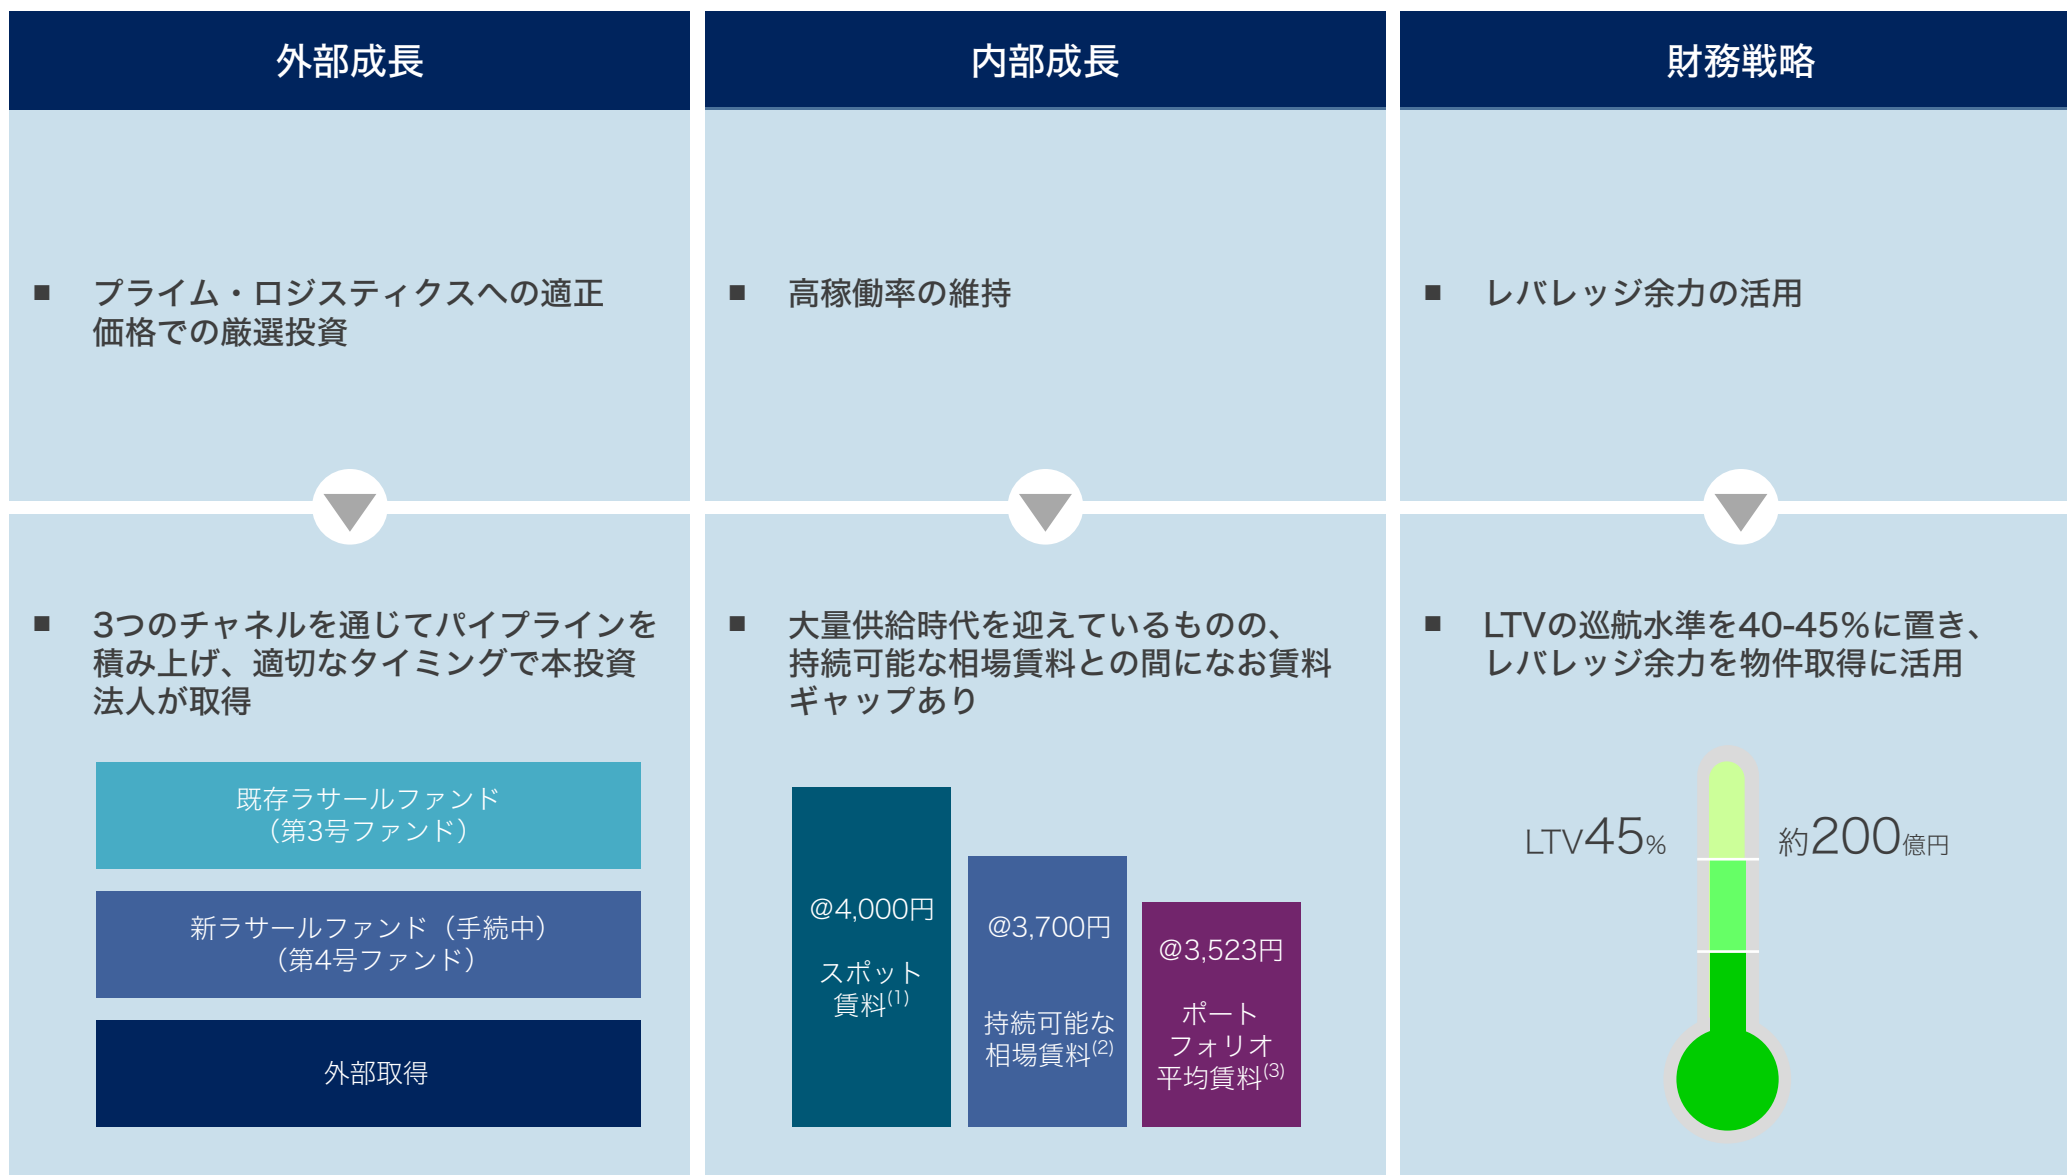 外部成長
内部成長
財務戦略
■ プライム・ロジスティクスへの適正
価格での厳選投資
■ 高稼働率の維持
■ レバレッジ余力の活用
■ 3つのチャネルを通じてパイプラインを
積み上げ、適切なタイミングで本投資
法人が取得
既存ラサールファンド
（第3号ファンド）
新ラサールファンド（手続中）
（第4号ファンド）
外部取得
■ 大量供給時代を迎えているものの、
持続可能な相場賃料との間になお賃料
ギャップあり
@4,000円
スポット
賃料(1)
@3,700円
持続可能な
相場賃料(2)
@3,523円
ポート
フォリオ
平均賃料(3)
■ LTVの巡航水準を40-45%に置き、
レバレッジ余力を物件取得に活用
LTV45%
約200億円